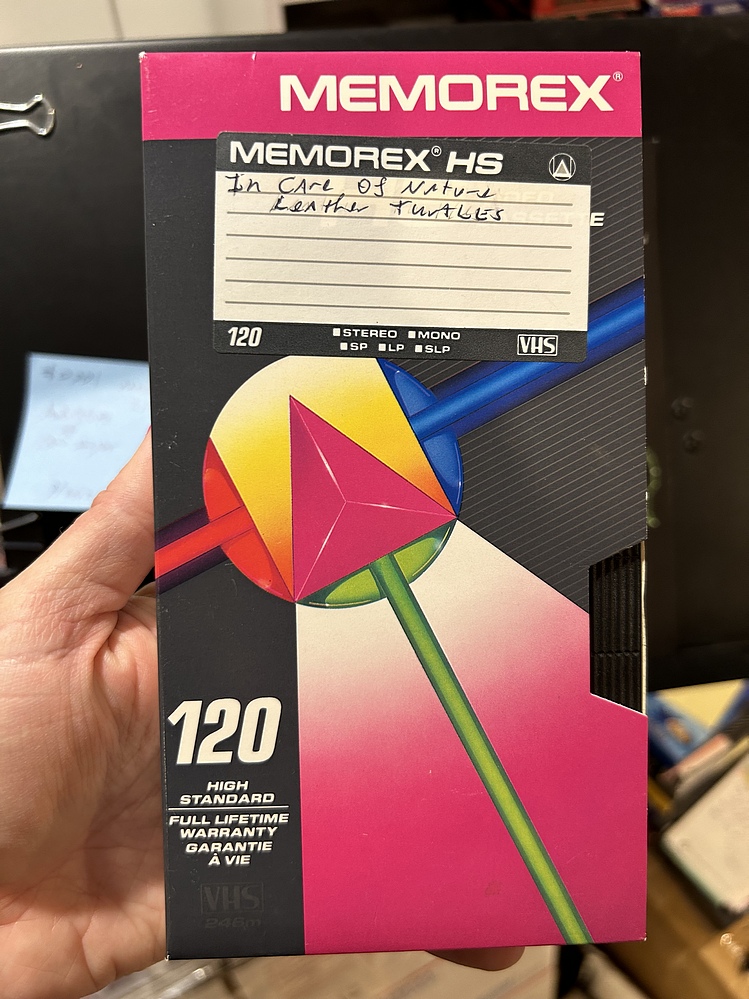 MEMOREX®
MEMOREX® HS
In CAre Of Nature
Leather TurtLES
E
120
STEREO MONO
SP LP SLP
VHS
120
HIGH
STANDARD
FULL LIFETIME
WARRANTY
GARANTIE
À VIE
VHS
246m